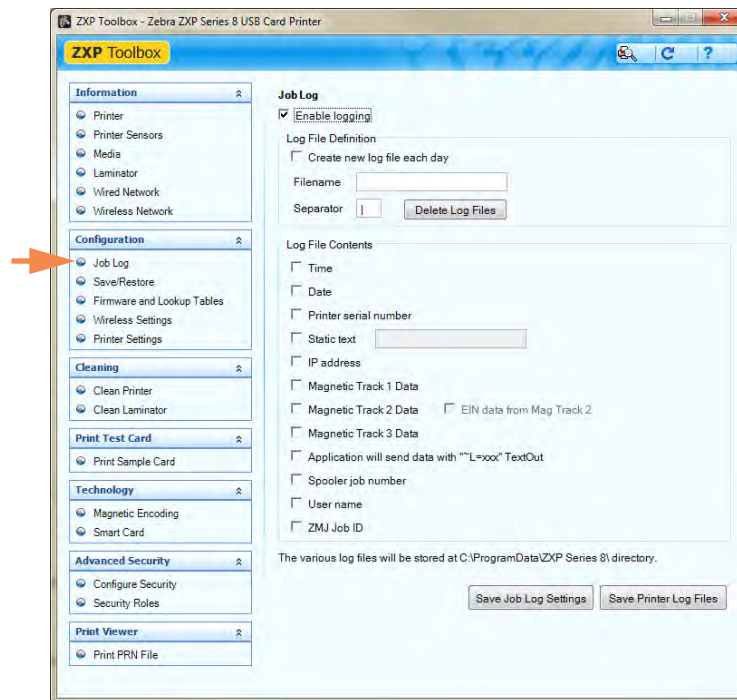 ZXP Toolbox - Zebra ZXP Series 8 USB Card Printer
ZXP Toolbox
?
Information
Printer
Printer Sensors
Media
Laminator
Wired Network
Wireless Network
Configuration
Job Log
Save/Restore
Firmware and Lookup Tables
Wireless Settings
Printer Settings
Cleaning
Clean Printer
Clean Laminator
Print Test Card
Print Sample Card
Technology
Magnetic Encoding
Smart Card
Advanced Security
Configure Security
Security Roles
Print Viewer
Print PRN File
Job Log
Enable logging
Log File Definition
Create new log file each day
Filename
Separator | Delete Log Files
Log File Contents
Time
Date
Printer serial number
Static text
IP address
Magnetic Track 1 Data
Magnetic Track 2 Data EIN data from Mag Track 2
Magnetic Track 3 Data
Application will send data with "~L=xxx" TextOut
Spooler job number
User name
ZMJ Job ID
The various log files will be stored at C:\ProgramData\ZXP Series 8\ directory.
Save Job Log Settings Save Printer Log Files